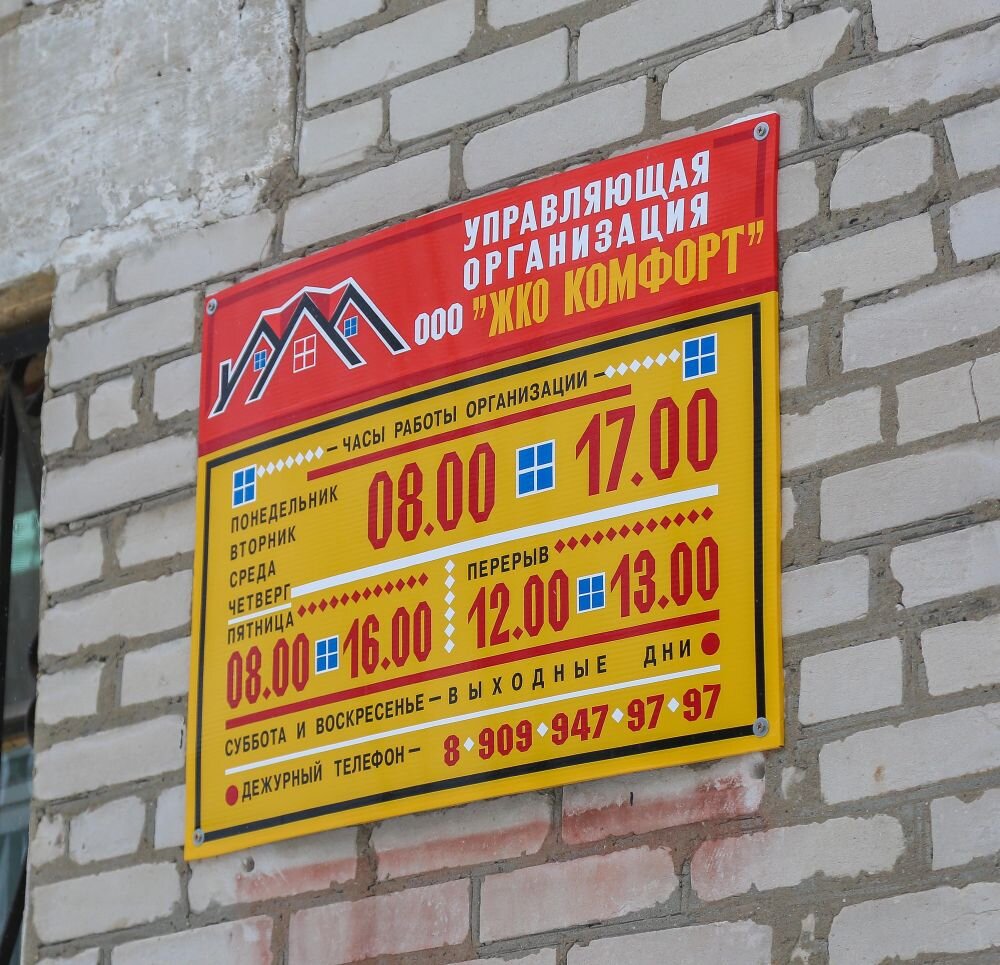 УПРАВЛЯЮЩАЯ
ОРГАНИЗАЦИЯ
ООО "ЖКО КОМФОРТ"
ЧАСЫ РАБОТЫ ОРГАНИЗАЦИИ
ПОНЕДЕЛЬНИК
ВТОРНИК
СРЕДА
ЧЕТВЕРГ
08.00 17.00
ПЯТНИЦА
08.00 16.00
ПЕРЕРЫВ
12.00 13.00
СУББОТА И ВОСКРЕСЕНЬЕ – ВЫХОДНЫЕ ДНИ
ДЕЖУРНЫЙ ТЕЛЕФОН – 8 909 947 97 97